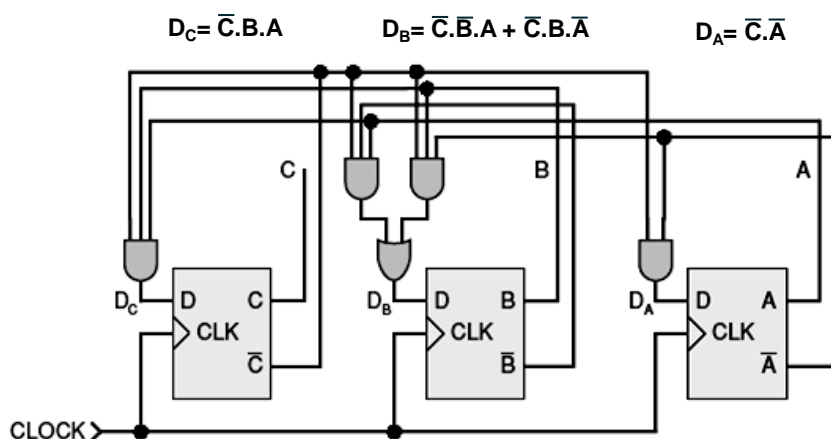 D_C= C̅.B.A D_B= C̅.B̅.A + C̅.B.A̅ D_A= C̅.A̅
C B A
D_C D C D_B D B D_A D A
CLK CLK CLK
C̅ B̅ A̅
CLOCK